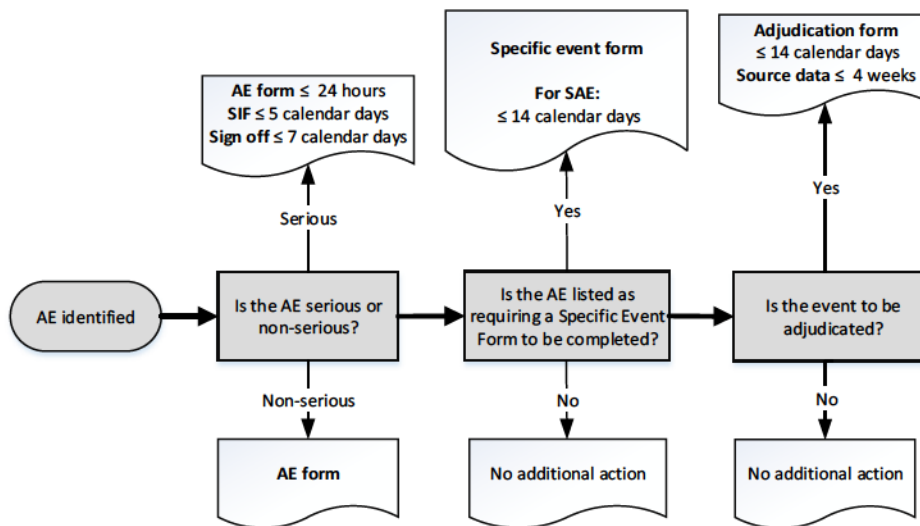 AE form ≤ 24 hours
SIF ≤ 5 calendar days
Sign off ≤ 7 calendar days
Specific event form
For SAE:
≤ 14 calendar days
Adjudication form
≤ 14 calendar days
Source data ≤ 4 weeks
Serious
Yes
Yes
AE identified
Is the AE serious or
non-serious?
Is the AE listed as
requiring a Specific Event
Form to be completed?
Is the event to be
adjudicated?
Non-serious
No
No
AE form
No additional action
No additional action